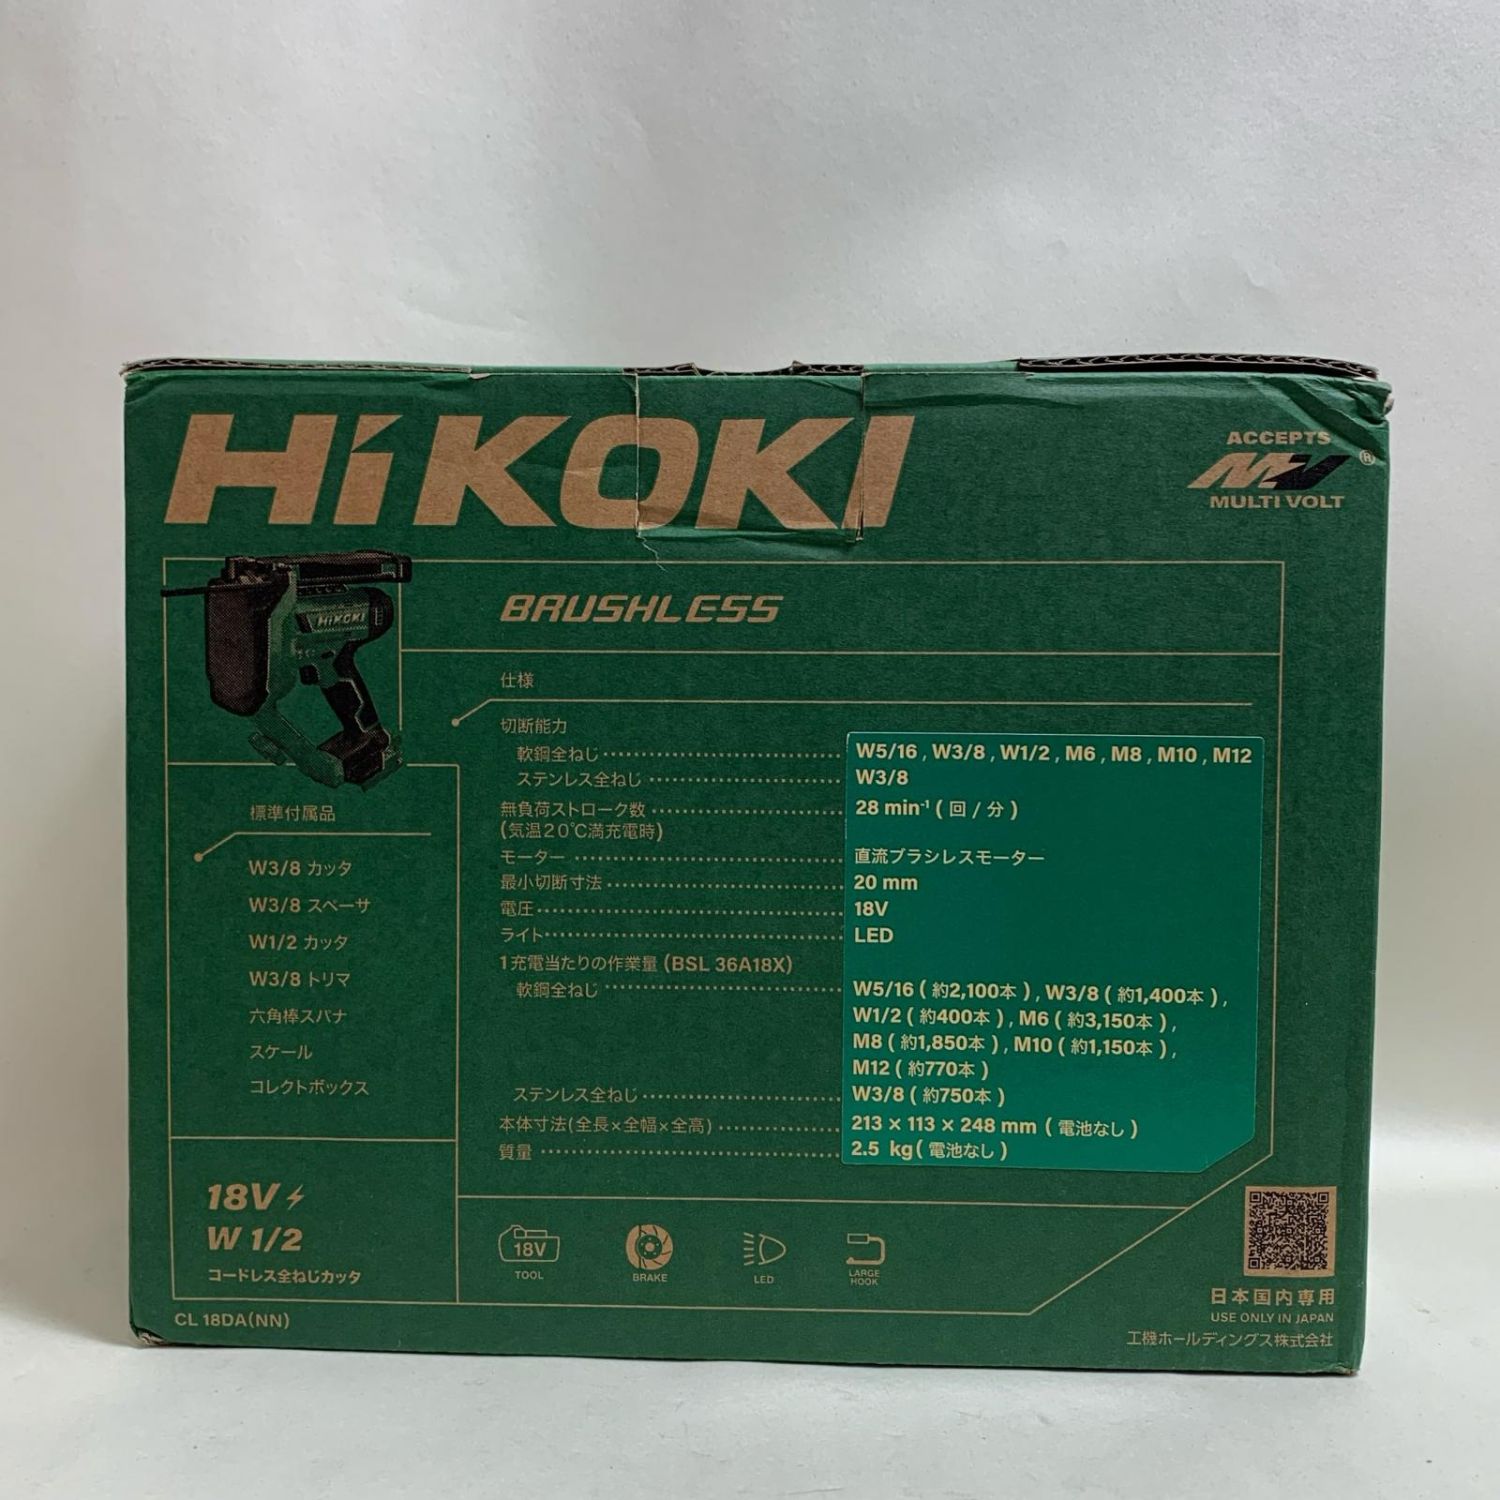 HiKOKI
ACCEPTS
MV®
MULTI VOLT
HiKOKI
BRUSHLESS
仕様
切断能力
軟鋼全ねじ W5/16 , W3/8 , W1/2 , M6 , M8 , M10 , M12
ステンレス全ねじ W3/8
無負荷ストローク数 28 min⁻¹ ( 回 / 分 )
(気温20℃満充電時)
モーター 直流ブラシレスモーター
最小切断寸法 20 mm
電圧 18V
ライト LED
1充電当たりの作業量 (BSL 36A18X)
軟鋼全ねじ W5/16 ( 約2,100本 ) , W3/8 ( 約1,400本 ) ,
W1/2 ( 約400本 ) , M6 ( 約3,150本 ) ,
M8 ( 約1,850本 ) , M10 ( 約1,150本 ) ,
M12 ( 約770本 )
ステンレス全ねじ W3/8 ( 約750本 )
本体寸法(全長×全幅×全高) 213 × 113 × 248 mm ( 電池なし )
質量 2.5 kg( 電池なし )
標準付属品
W3/8 カッタ
W3/8 スペーサ
W1/2 カッタ
W3/8 トリマ
六角棒スパナ
スケール
コレクトボックス
18V
W 1/2
コードレス全ねじカッタ
CL 18DA(NN)
18V
TOOL
BRAKE
LED
LARGE
HOOK
日本国内専用
USE ONLY IN JAPAN
工機ホールディングス株式会社